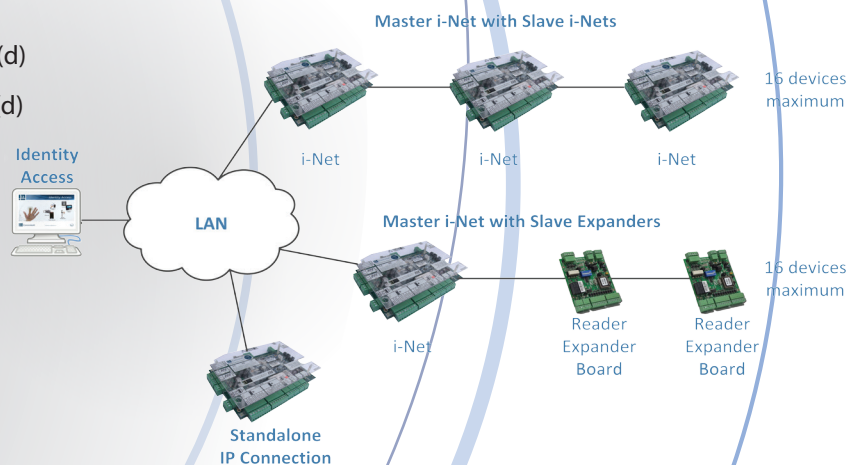 Master i-Net with Slave i-Nets
(d)
16 devices
maximum
(d)
i-Net
i-Net
i-Net
Identity
Access
LAN
Master i-Net with Slave Expanders
16 devices
maximum
i-Net
Reader
Expander
Board
Reader
Expander
Board
Standalone
IP Connection